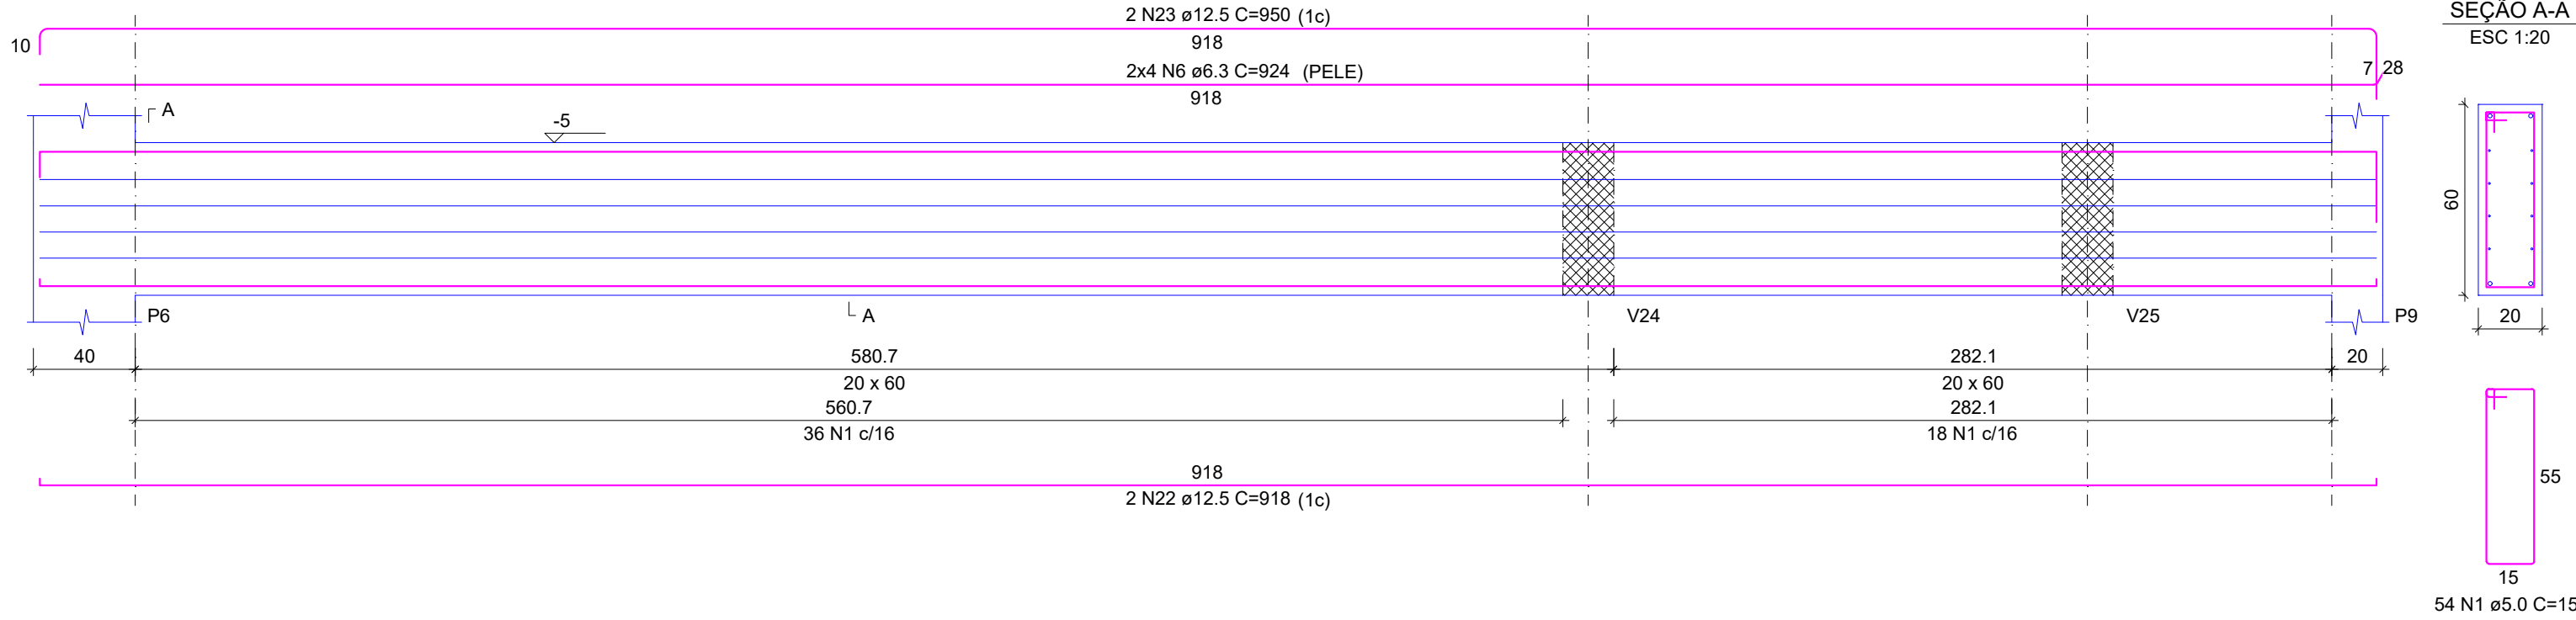 2 N23 ø12.5 C=950 (1c)
SEÇÃO A-A
ESC 1:20
10
918
2x4 N6 ø6.3 C=924 (PELE)
7 28
918
A
-5
60
P6
A
V24
V25
P9
20
40
580.7
282.1
20
20 x 60
20 x 60
560.7
282.1
36 N1 c/16
18 N1 c/16
918
2 N22 ø12.5 C=918 (1c)
55
15
54 N1 ø5.0 C=15